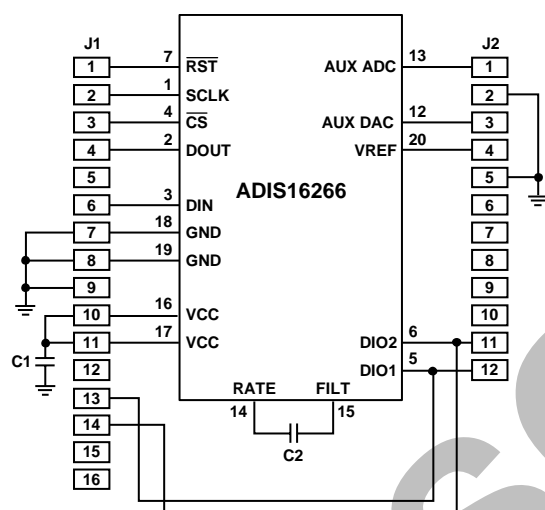 J1
J2
1 7 RST AUX ADC 13 1
2 1 SCLK 2
3 4 CS AUX DAC 12 3
4 2 DOUT VREF 20 4
5 5
ADIS16266
6 3 DIN 6
7 18 GND 7
8 19 GND 8
9 9
10 16 VCC 10
11 17 VCC DIO2 6 11
C1
12 DIO1 5 12
13 RATE FILT
14 14 15
C2
15
16